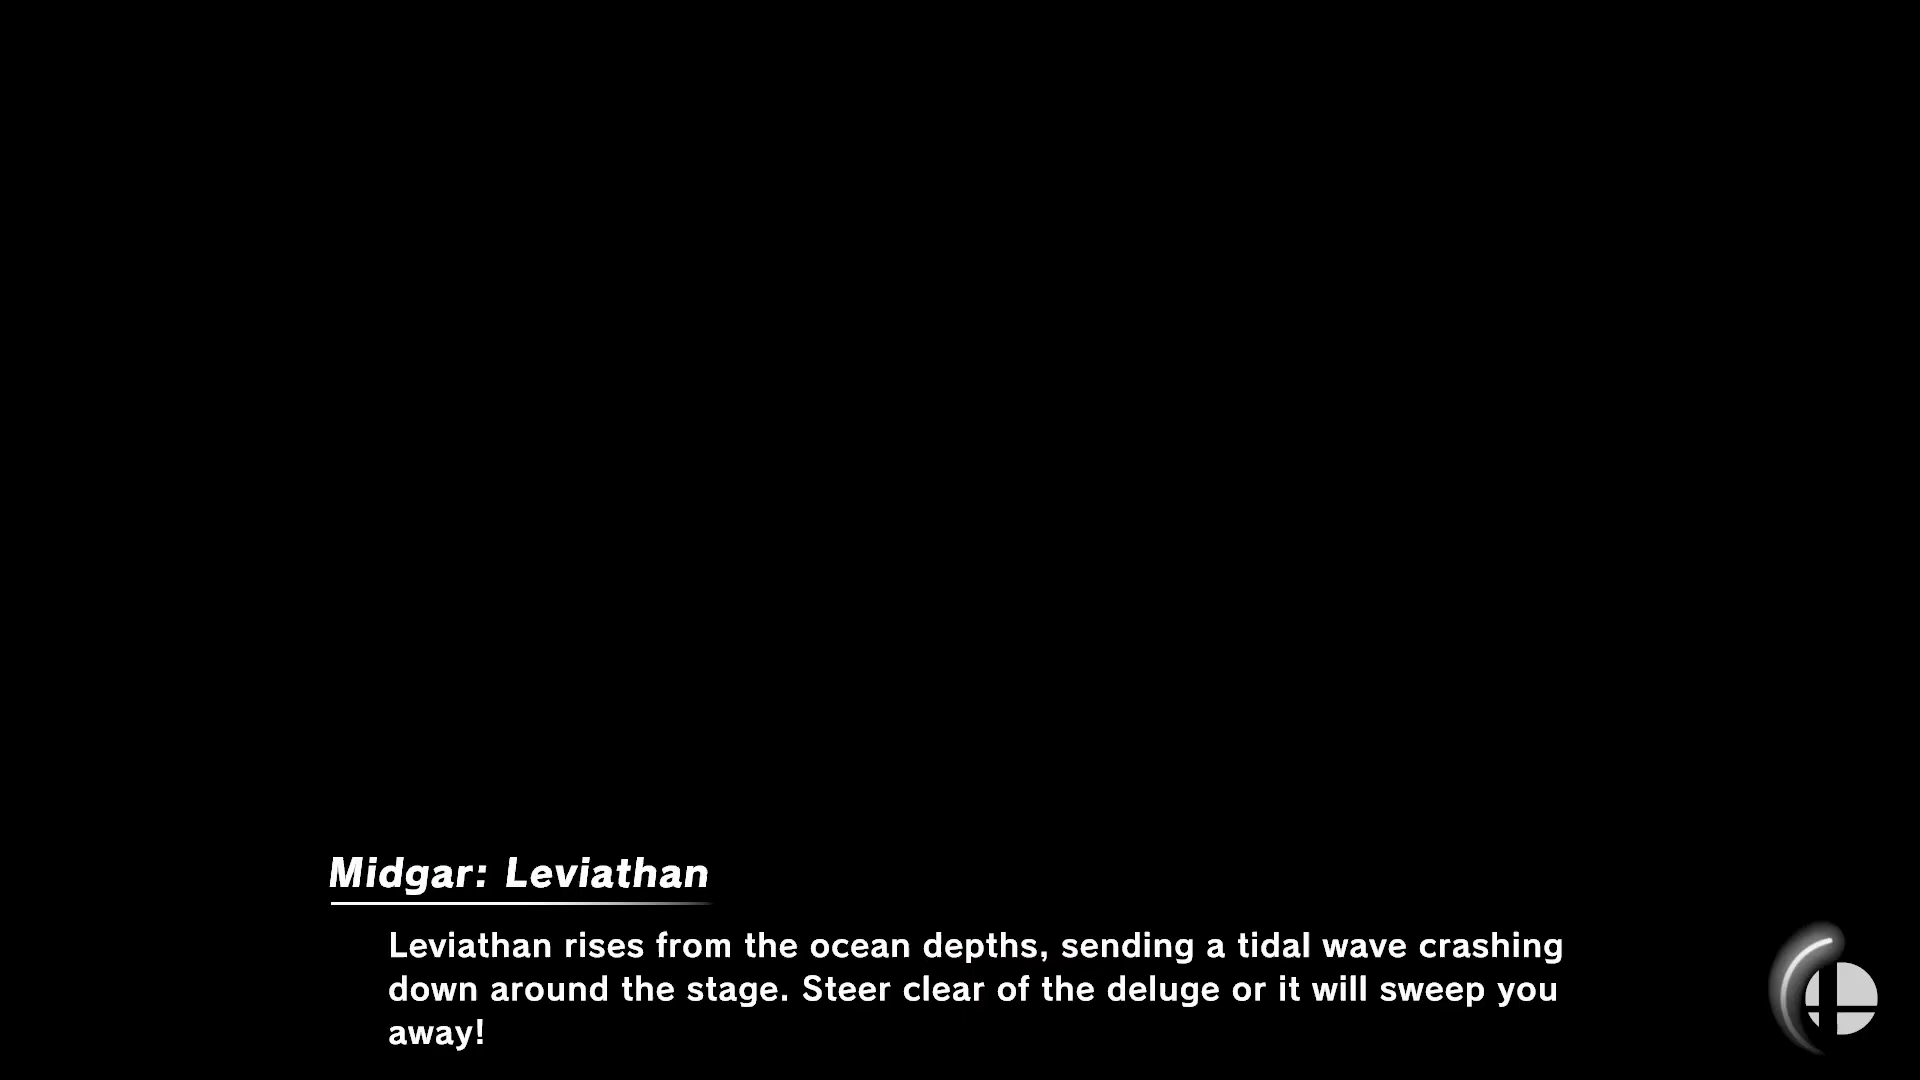 Midgar: Leviathan
Leviathan rises from the ocean depths, sending a tidal wave crashing
down around the stage. Steer clear of the deluge or it will sweep you
away!